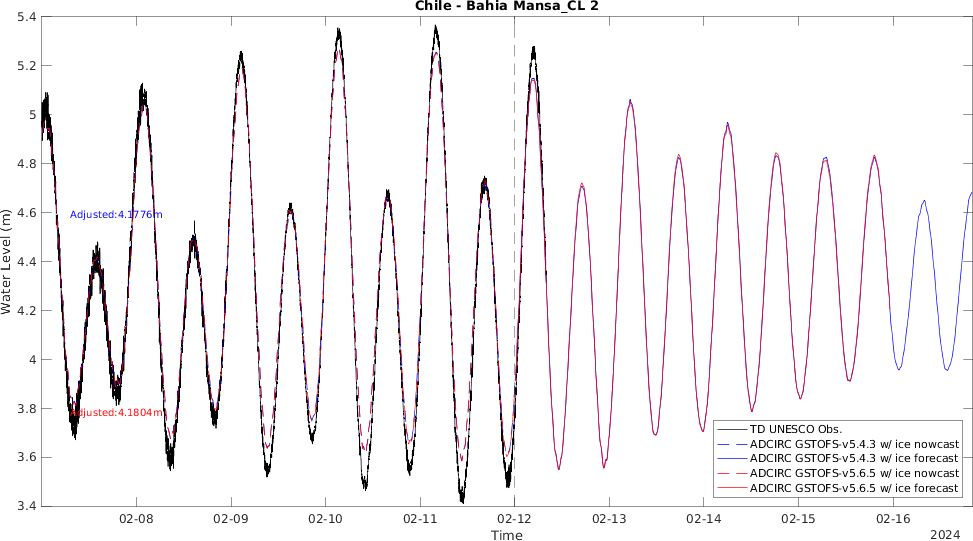 Chile - Bahia Mansa_CL 2
Water Level (m)
5.4
5.2
5
4.8
4.6
4.4
4.2
4
3.8
3.6
3.4
Adjusted:4.1776m
Adjusted:4.1804m
TD UNESCO Obs.
ADCIRC GSTOFS-v5.4.3 w/ ice nowcast
ADCIRC GSTOFS-v5.4.3 w/ ice forecast
ADCIRC GSTOFS-v5.6.5 w/ ice nowcast
ADCIRC GSTOFS-v5.6.5 w/ ice forecast
02-08 02-09 02-10 02-11 02-12 02-13 02-14 02-15 02-16
Time
2024